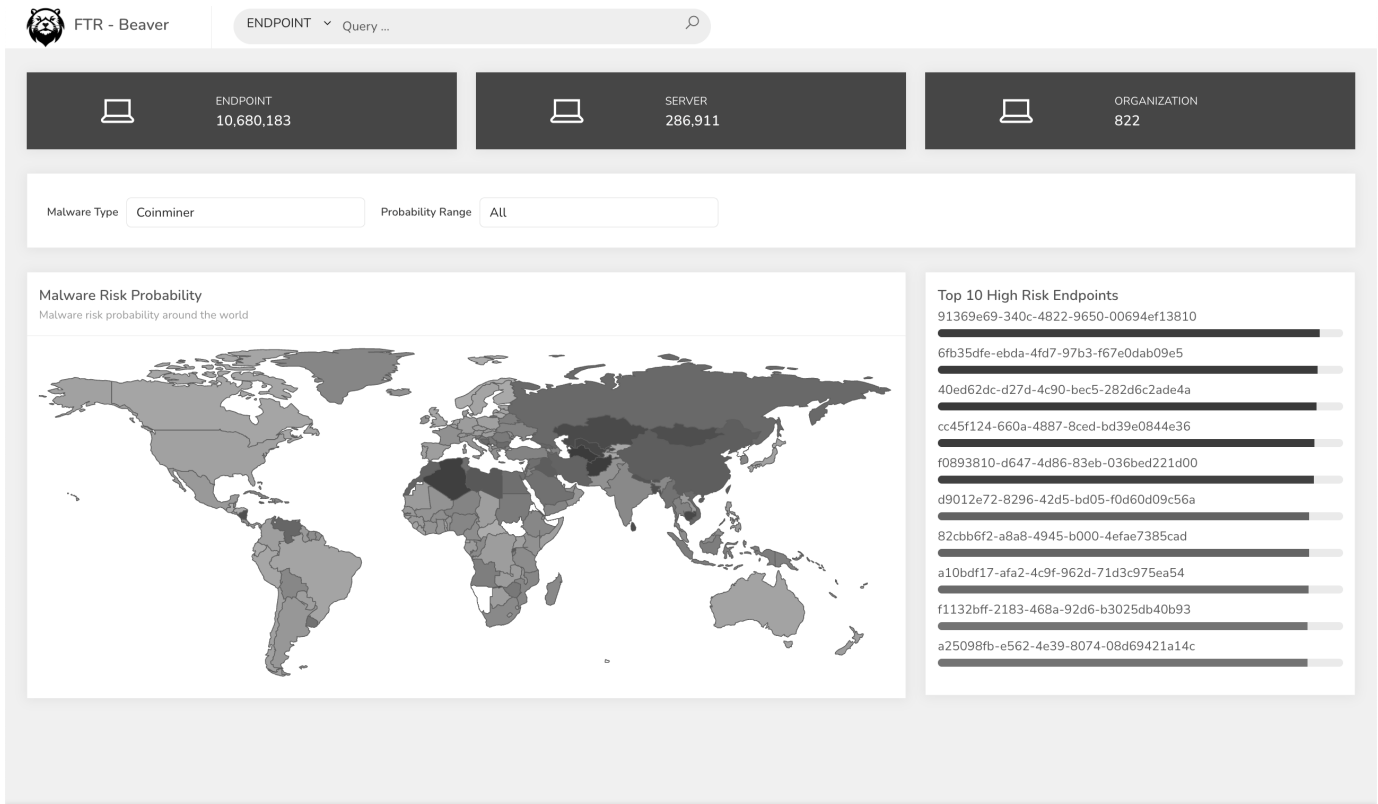 FTR - Beaver
ENDPOINT
Query ...
ENDPOINT
10,680,183
SERVER
286,911
ORGANIZATION
822
Malware Type
Coinminer
Probability Range
All
Malware Risk Probability
Malware risk probability around the world
Top 10 High Risk Endpoints
91369e69-340c-4822-9650-00694ef13810
6fb35dfe-ebda-4fd7-97b3-f67e0dab09e5
40ed62dc-d27d-4c90-bec5-282d6c2ade4a
cc45f124-660a-4887-8ced-bd39e0844e36
f0893810-d647-4d86-83eb-036bed221d00
d9012e72-8296-42d5-bd05-f0d60d09c56a
82cbb6f2-a8a8-4945-b000-4efae7385cad
a10bdf17-afa2-4c9f-962d-71d3c975ea54
f1132bff-2183-468a-92d6-b3025db40b93
a25098fb-e562-4e39-8074-08d69421a14c